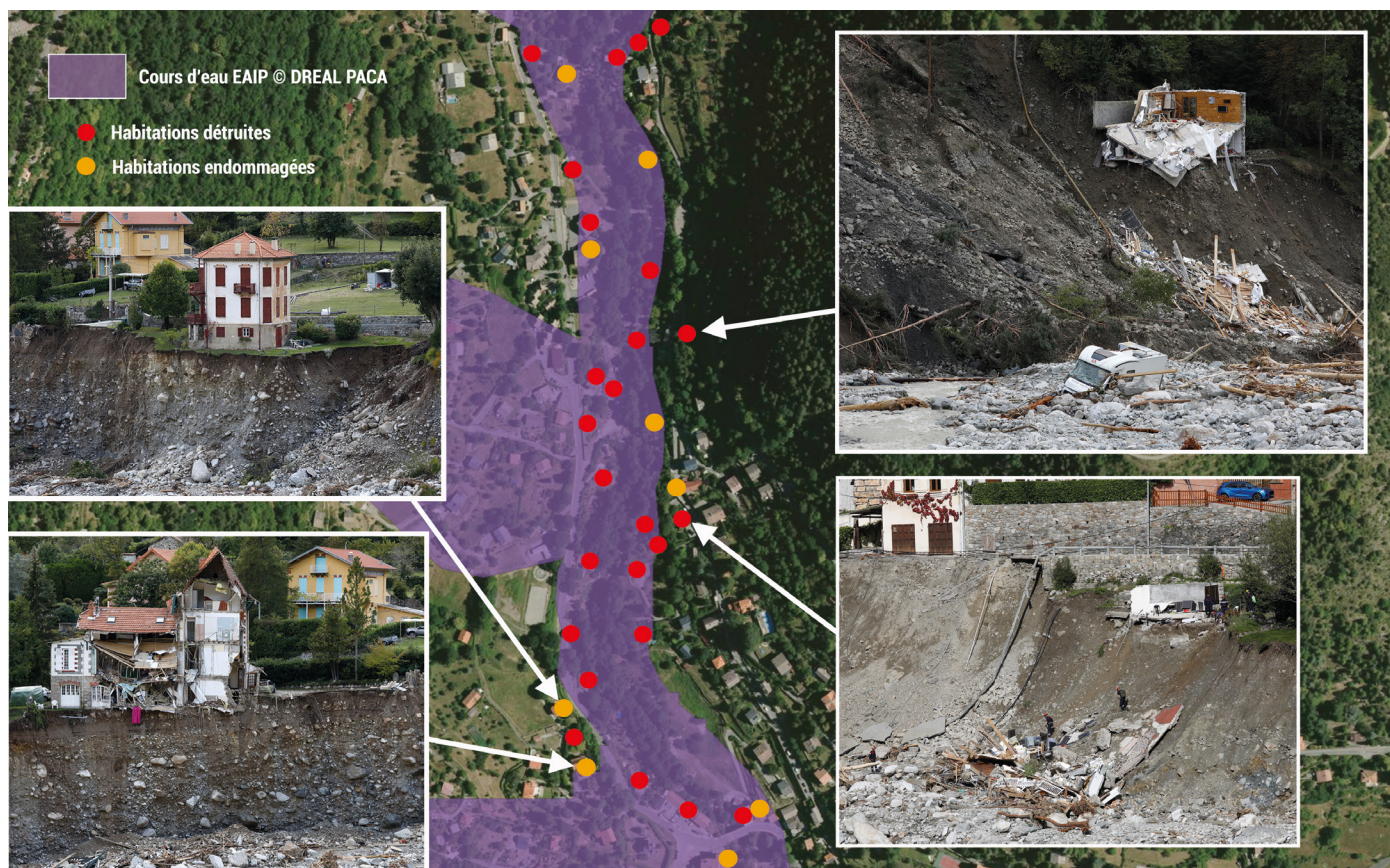 Cours d'eau EAIP © DREAL PACA
Habitations détruites
Habitations endommagées